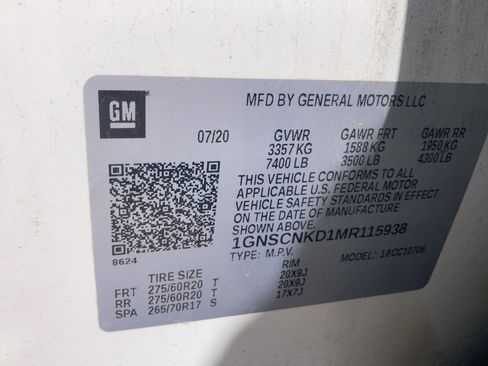 GM
MFD BY GENERAL MOTORS LLC
07/20 GVWR GAWR FRT GAWR RR
3357 KG 1588 KG 1950 KG
7400 LB 3500 LB 4300 LB
THIS VEHICLE CONFORMS TO ALL
APPLICABLE U.S. FEDERAL MOTOR
VEHICLE SAFETY STANDARDS IN EFFECT
ON THE DATE OF MANUFACTURE SHOWN ABOVE.
1GNSCNKD1MR115938
8624
TYPE: M.P.V. MODEL: 18CC10706
TIRE SIZE RIM
FRT 275/60R20 T 20X9J
RR 275/60R20 T 20X9J
SPA 265/70R17 S 17X7J